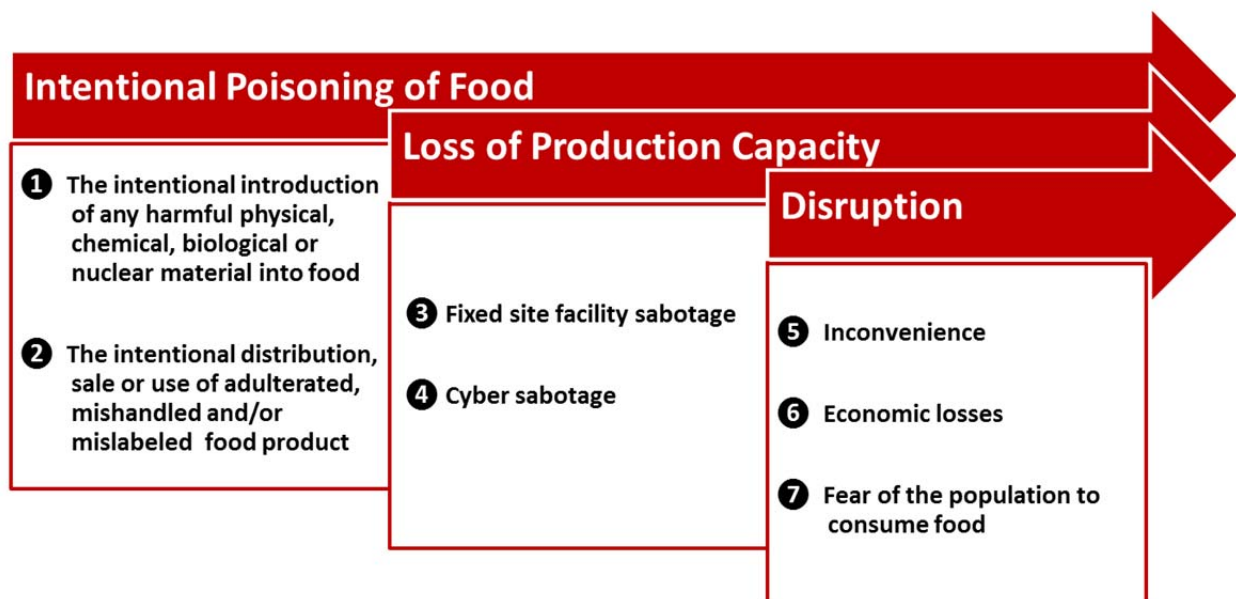 Intentional Poisoning of Food
❶ The intentional introduction
of any harmful physical,
chemical, biological or
nuclear material into food
❷ The intentional distribution,
sale or use of adulterated,
mishandled and/or
mislabeled food product
Loss of Production Capacity
❸ Fixed site facility sabotage
❹ Cyber sabotage
Disruption
❺ Inconvenience
❻ Economic losses
❼ Fear of the population to
consume food